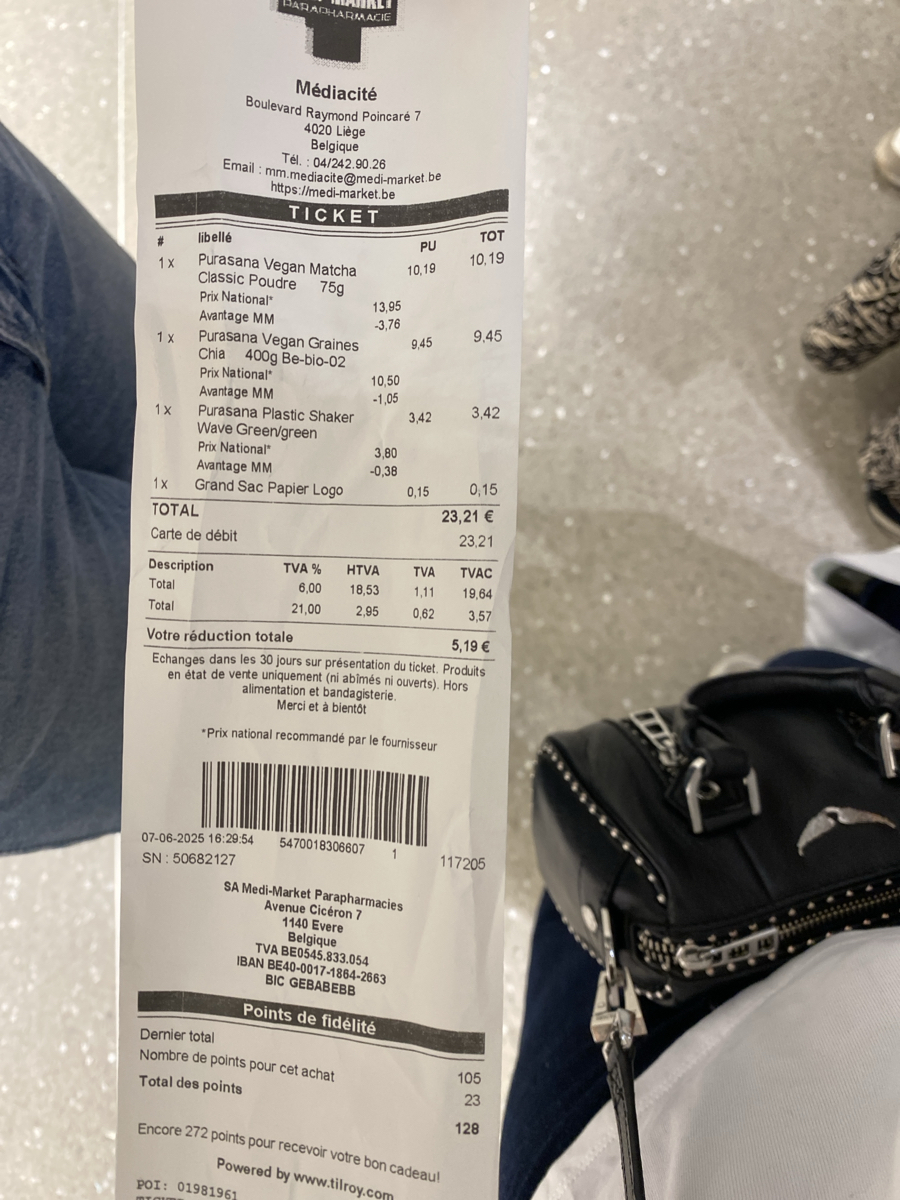 MARKET
PARAPHARMACIE
Médiacité
Boulevard Raymond Poincaré 7
4020 Liège
Belgique
Tél. : 04/242.90.26
Email : mm.mediacite@medi-market.be
https://medi-market.be
TICKET
# libellé PU TOT
1 x Purasana Vegan Matcha 10,19 10,19
Classic Poudre 75g
Prix National* 13,95
Avantage MM -3,76
1 x Purasana Vegan Graines 9,45 9,45
Chia 400g Be-bio-02
Prix National* 10,50
Avantage MM -1,05
1 x Purasana Plastic Shaker 3,42 3,42
Wave Green/green
Prix National* 3,80
Avantage MM -0,38
1x Grand Sac Papier Logo 0,15 0,15
TOTAL 23,21 €
Carte de débit 23,21
Description TVA % HTVA TVA TVAC
Total 6,00 18,53 1,11 19,64
Total 21,00 2,95 0,62 3,57
Votre réduction totale 5,19 €
Echanges dans les 30 jours sur présentation du ticket. Produits
en état de vente uniquement (ni abîmés ni ouverts). Hors
alimentation et bandagisterie.
Merci et à bientôt
*Prix national recommandé par le fournisseur
07-06-2025 16:29:54 5470018306607 1 117205
SN : 50682127
SA Medi-Market Parapharmacies
Avenue Cicéron 7
1140 Evere
Belgique
TVA BE0545.833.054
IBAN BE40-0017-1864-2663
BIC GEBABEBB
Points de fidélité
Dernier total 105
Nombre de points pour cet achat 23
Total des points 128
Encore 272 points pour recevoir votre bon cadeau!
Powered by www.tilroy.com
POI: 01981961